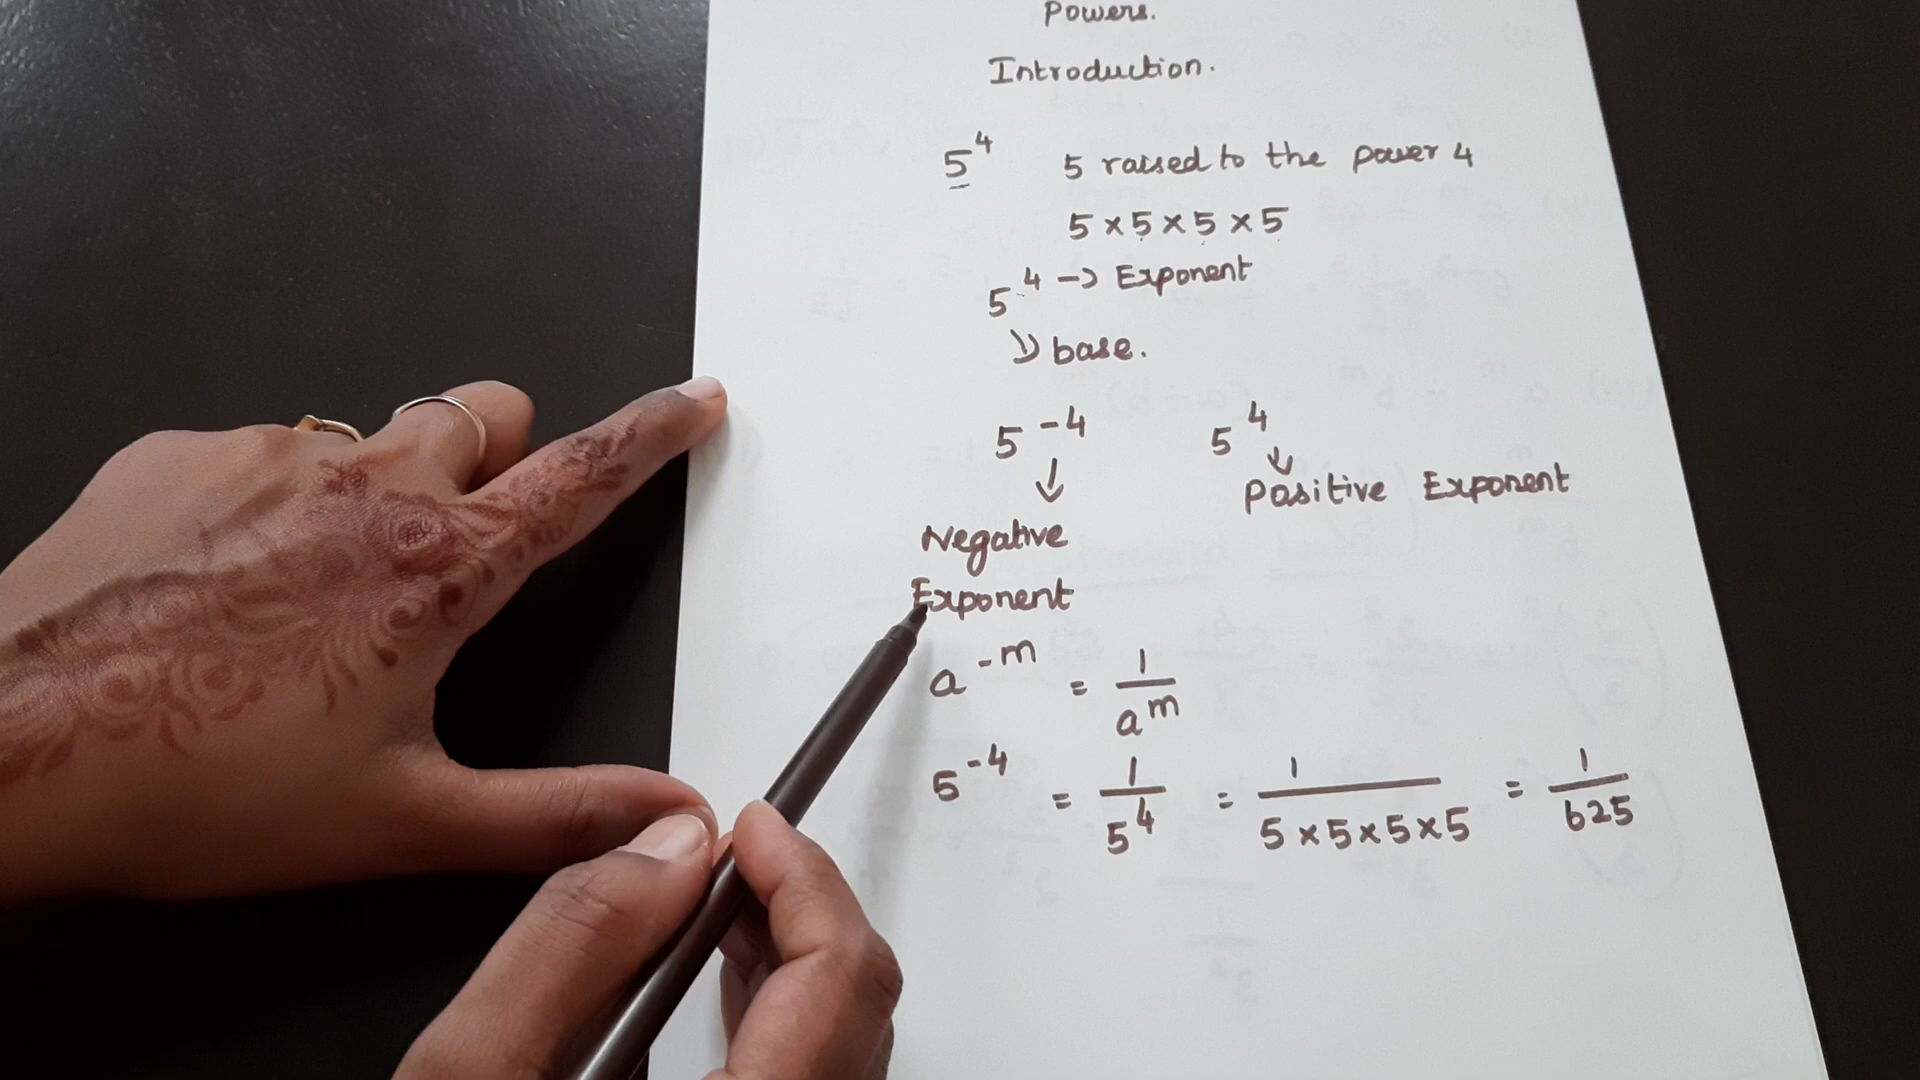 Powers.
Introduction.
5^4 5 raised to the power 4
5 × 5 × 5 × 5
5^4 → Exponent
base.
5^-4 5^4
Positive Exponent
Negative
Exponent
a^-m = 1/a^m
5^-4 = 1/5^4 = 1/(5 × 5 × 5 × 5) = 1/625